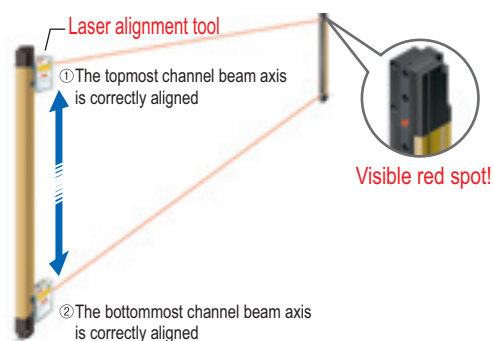 Laser alignment tool
①The topmost channel beam axis
is correctly aligned
Visible red spot!
②The bottommost channel beam axis
is correctly aligned